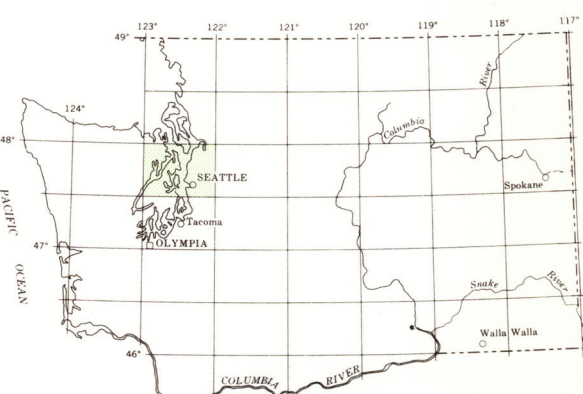 123° 122° 121° 120° 119° 118° 117°
49°
124°
River
Columbia
48°
SEATTLE
Spokane
PACIFIC
OCEAN
Tacoma
47°
OLYMPIA
Snake
River
Walla Walla
46°
COLUMBIA
RIVER